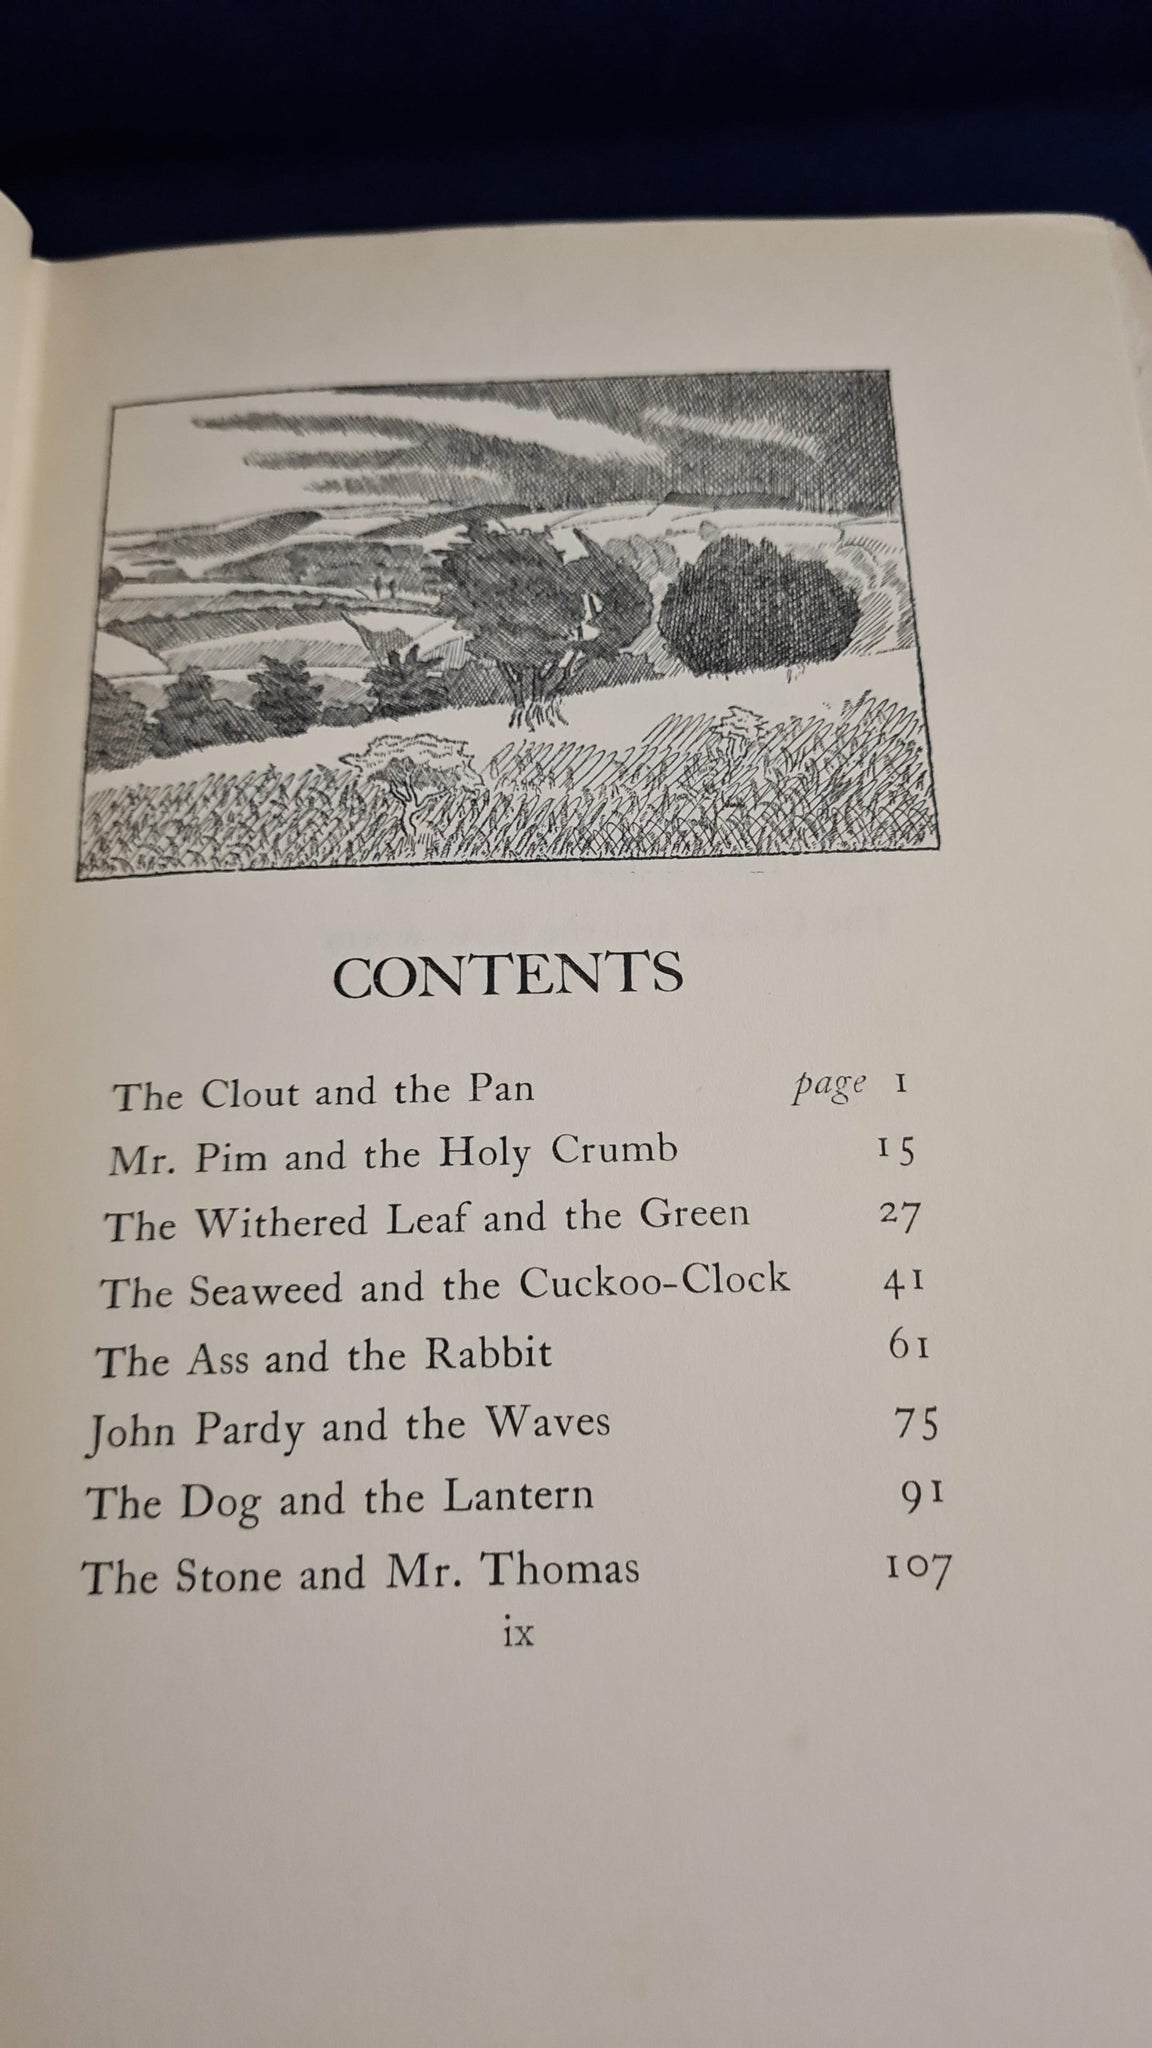 CONTENTS
The Clout and the Pan page 1
Mr. Pim and the Holy Crumb 15
The Withered Leaf and the Green 27
The Seaweed and the Cuckoo-Clock 41
The Ass and the Rabbit 61
John Pardy and the Waves 75
The Dog and the Lantern 91
The Stone and Mr. Thomas 107
ix